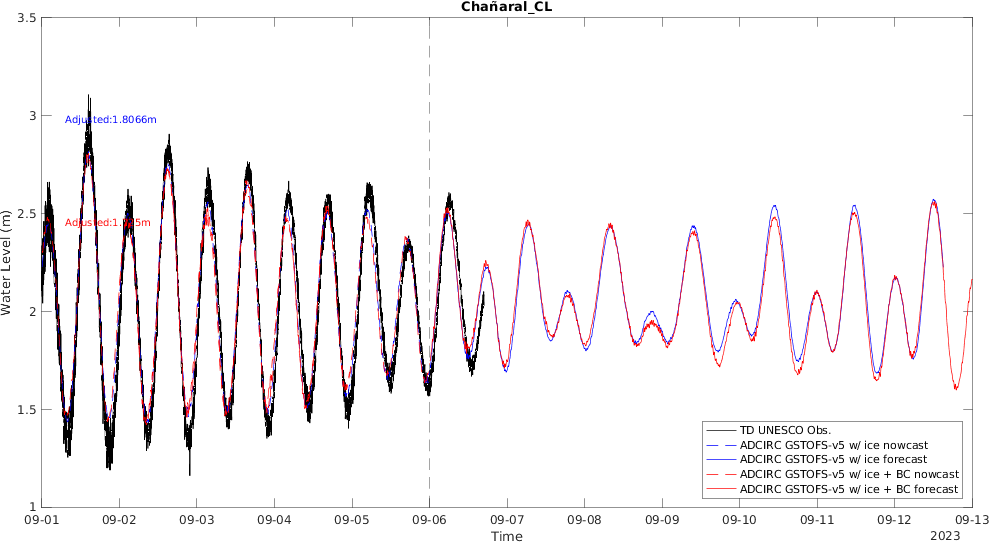 Chañaral_CL
3.5
3
2.5
2
1.5
1
Water Level (m)
Adjusted:1.8066m
09-01
09-02
09-03
09-04
09-05
09-06
09-07
09-08
09-09
09-10
09-11
09-12
09-13
Time
2023
TD UNESCO Obs.
ADCIRC GSTOFS-v5 w/ ice nowcast
ADCIRC GSTOFS-v5 w/ ice forecast
ADCIRC GSTOFS-v5 w/ ice + BC nowcast
ADCIRC GSTOFS-v5 w/ ice + BC forecast